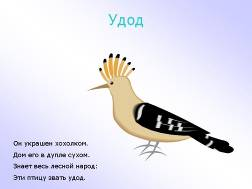 Удод
Он украшен хохолком.
Дом его в дупле сухом.
Знает весь лесной народ:
Эти птицу звать удод.